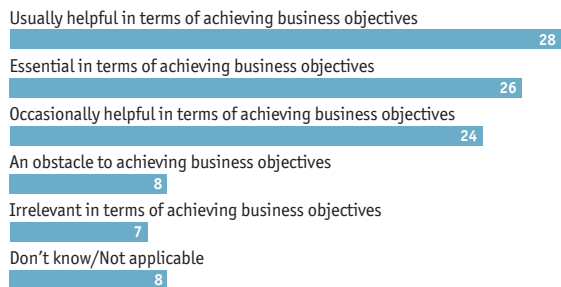 Usually helpful in terms of achieving business objectives
28
Essential in terms of achieving business objectives
26
Occasionally helpful in terms of achieving business objectives
24
An obstacle to achieving business objectives
8
Irrelevant in terms of achieving business objectives
7
Don’t know/Not applicable
8